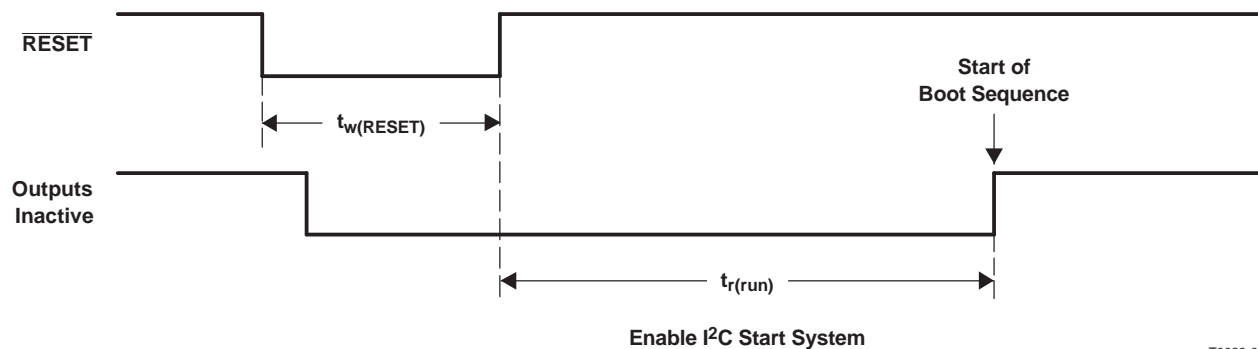 RESET
Start of
Boot Sequence
tw(RESET)
Outputs
Inactive
tr(run)
Enable I2C Start System